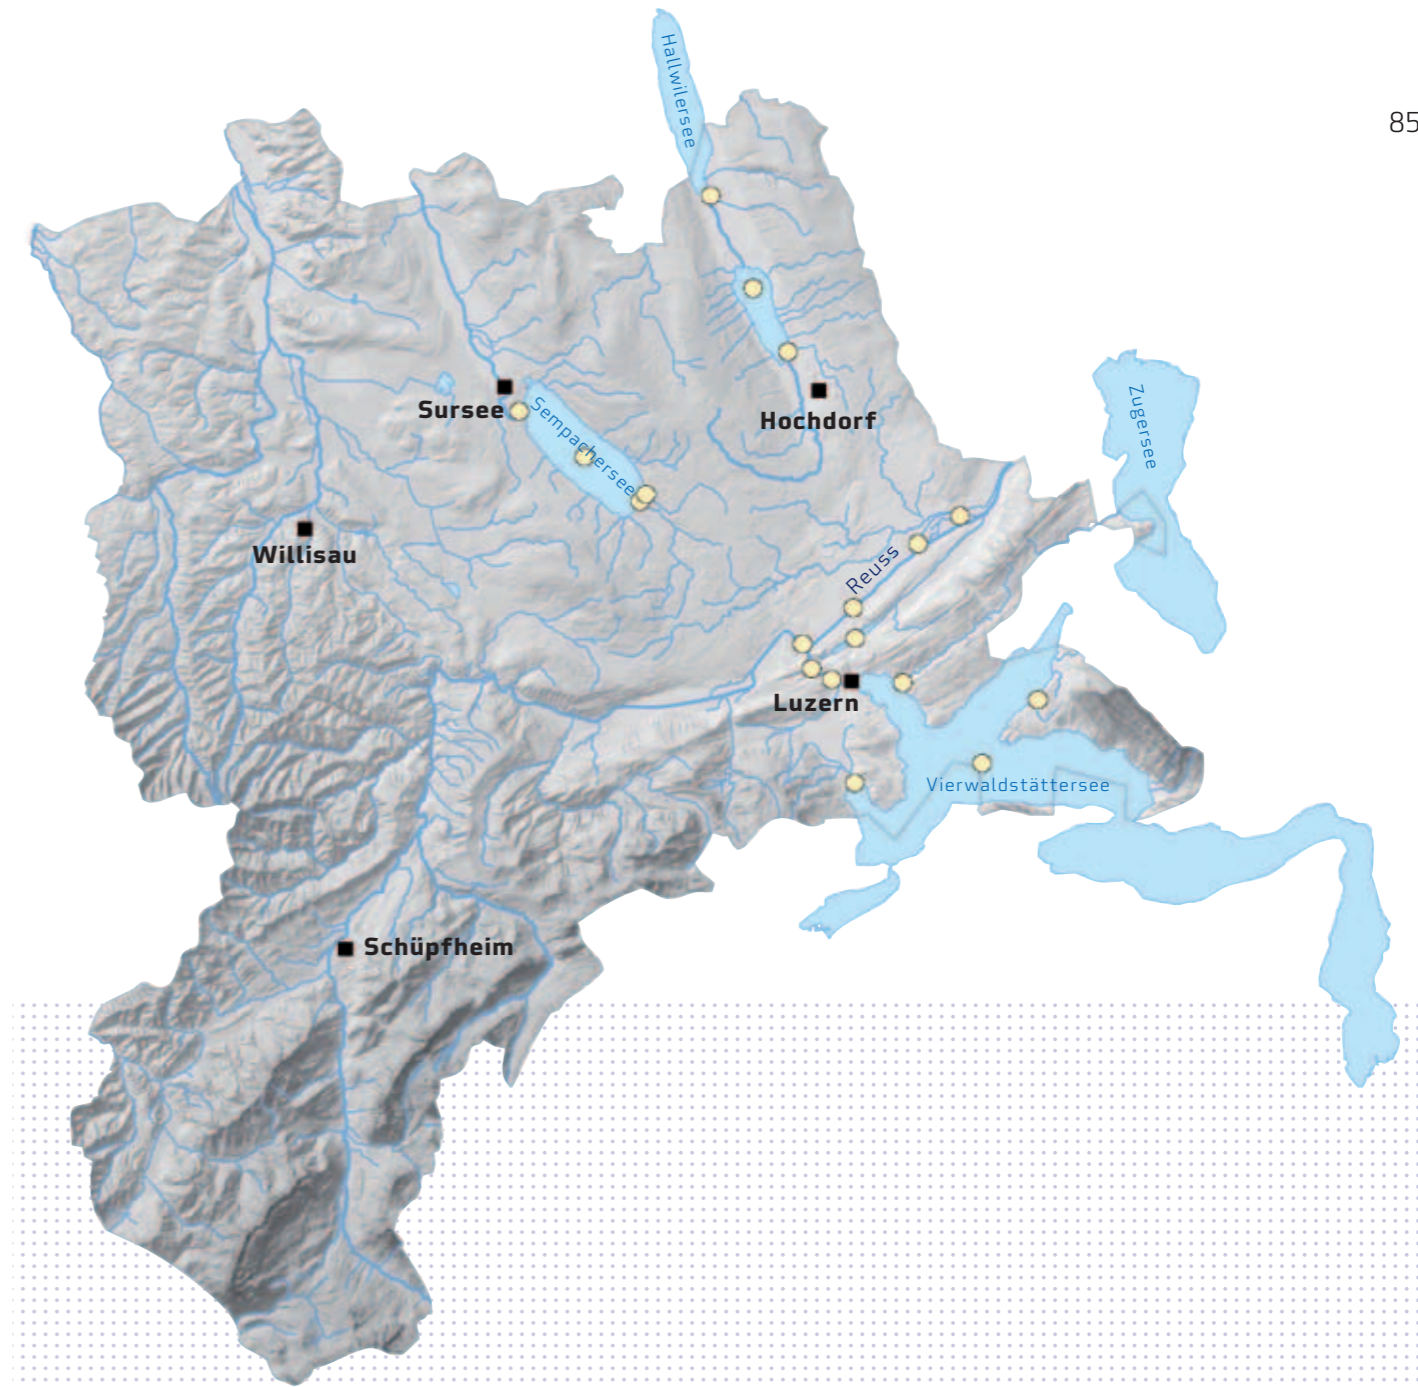 Hallwilersee
85
Sursee
Sempachersee
Hochdorf
Zugersee
Willisau
Reuss
Luzern
Vierwaldstättersee
Schüpfheim